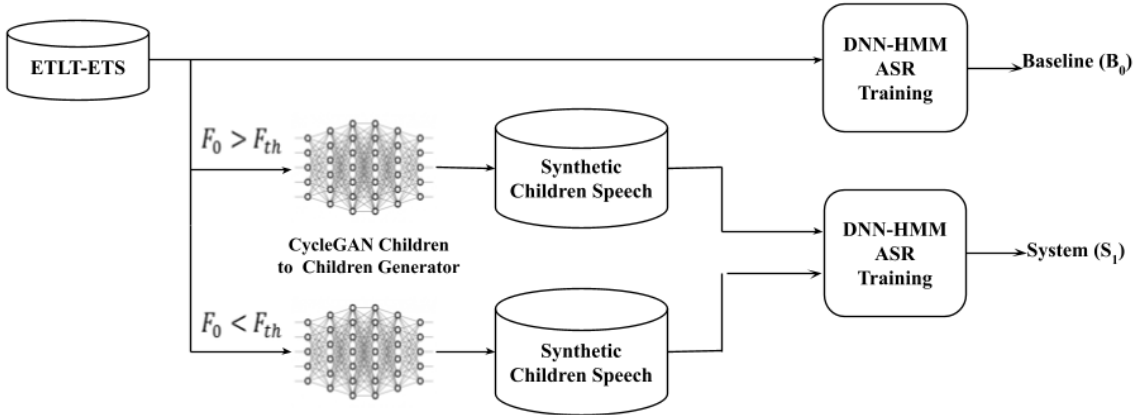 ETLT-ETS
DNN-HMM
ASR
Training
Baseline (B₀)
F₀ > Fₜₕ
Synthetic
Children Speech
CycleGAN Children
to Children Generator
DNN-HMM
ASR
Training
System (S₁)
F₀ < Fₜₕ
Synthetic
Children Speech